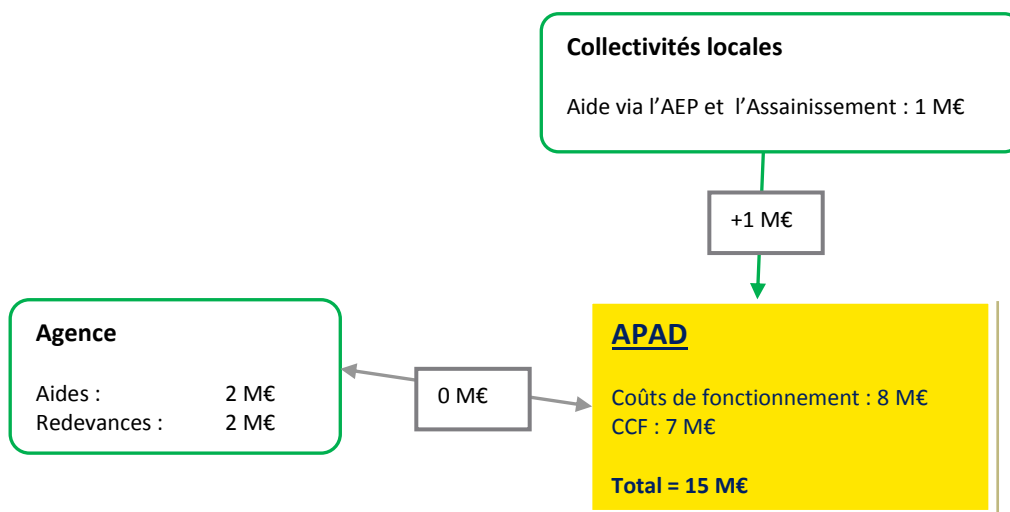 Collectivités locales
Aide via l’AEP et l’Assainissement : 1 M€
+1 M€
Agence
Aides : 2 M€
Redevances : 2 M€
0 M€
APAD
Coûts de fonctionnement : 8 M€
CCF : 7 M€
Total = 15 M€